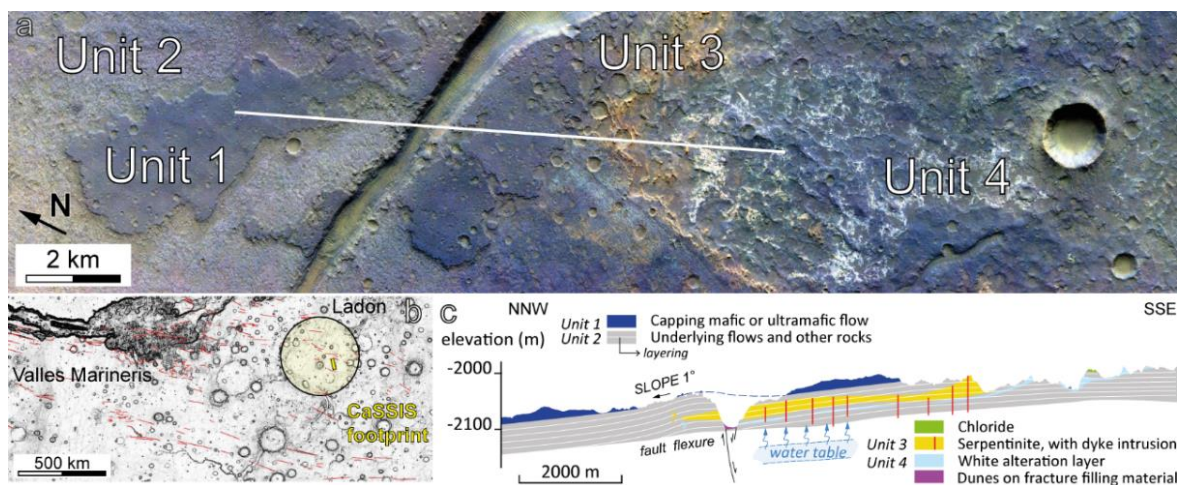 a
Unit 2
Unit 3
Unit 1
Unit 4
N
2 km
b
Ladon
Valles Marineris
CaSSIS
footprint
500 km
c
NNW
SSE
elevation (m)
Unit 1 Capping mafic or ultramafic flow
Unit 2 Underlying flows and other rocks
layering
-2000
SLOPE 1°
-2100
fault flexure
water table
2000 m
Chloride
Unit 3 Serpentinite, with dyke intrusion
Unit 4 White alteration layer
Dunes on fracture filling material